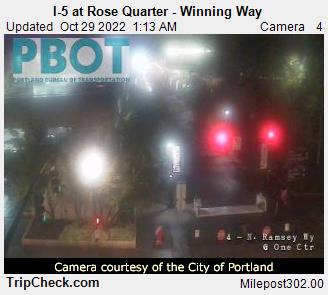 I-5 at Rose Quarter - Winning Way
Updated Oct 29 2022 1:13 AM Camera 4
PBOT
PORTLAND BUREAU OF TRANSPORTATION
4 - N. Ramsey Wy
@ One Ctr
Camera courtesy of the City of Portland
TripCheck.com Milepost302.00